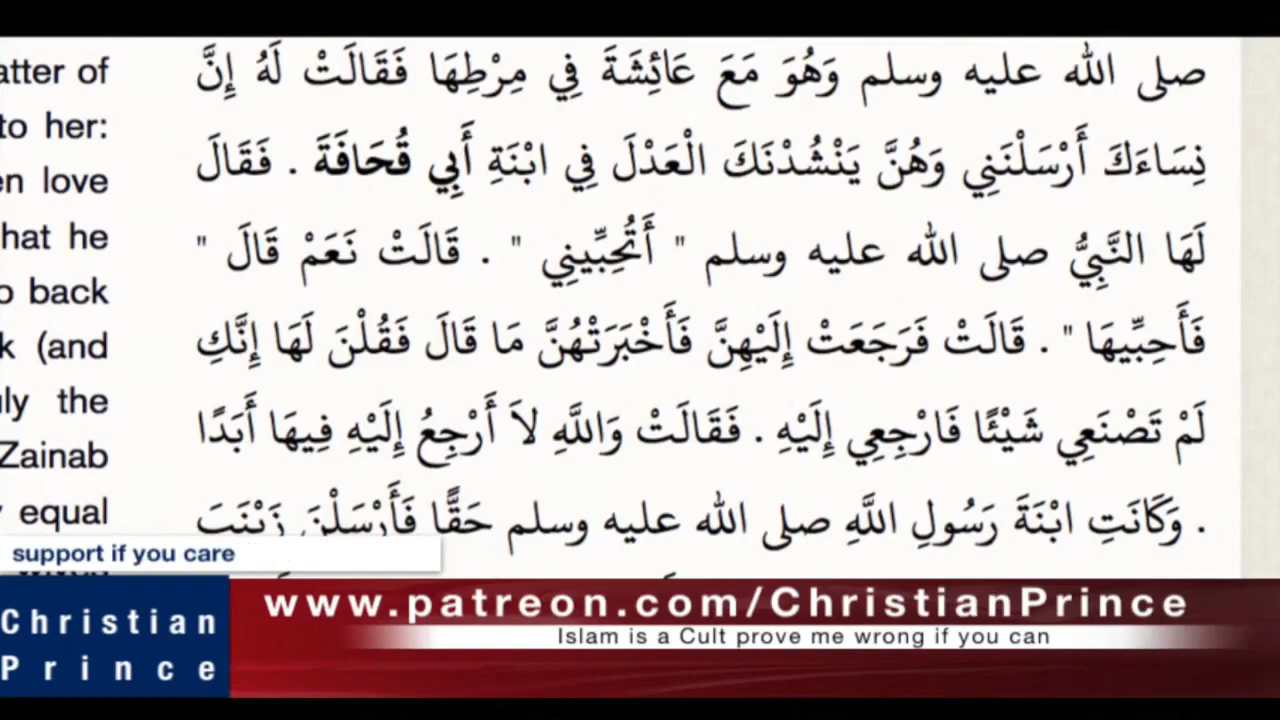 atter of
to her:
en love
hat he
o back
k (and
ly the
Zainab
equal
صلى الله عليه وسلم وَهُوَ مَعَ عَائِشَةَ فِي مِرْطِهَا فَقَالَتْ لَهُ إِنَّ
نِسَاءَكَ أَرْسَلْنَنِي وَهُنَّ يَنْشُدْنَكَ الْعَدْلَ فِي ابْنَةِ أَبِي قُحَافَةَ . فَقَالَ
لَهَا النَّبِيُّ صلى الله عليه وسلم " أَتُحِبِّينِي " . قَالَتْ نَعَمْ قَالَ "
فَأَحِبِّيهَا " . قَالَتْ فَرَجَعَتْ إِلَيْهِنَّ فَأَخْبَرَتْهُنَّ مَا قَالَ فَقُلْنَ لَهَا إِنَّكِ
لَمْ تَصْنَعِي شَيْئًا فَارْجِعِي إِلَيْهِ . فَقَالَتْ وَاللَّهِ لاَ أَرْجِعُ إِلَيْهِ فِيهَا أَبَدًا
. وَكَانَتِ ابْنَةَ رَسُولِ اللَّهِ صلى الله عليه وسلم حَقًّا فَأَرْسَلْنَ زَيْنَبَ
support if you care
Christian
Prince
www.patreon.com/ChristianPrince
Islam is a Cult prove me wrong if you can